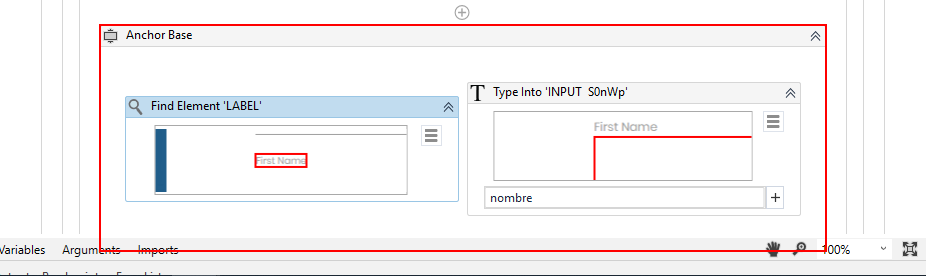 Anchor Base
Find Element 'LABEL'
First Name
T Type Into 'INPUT S0nWp'
First Name
nombre
Variables Arguments Imports 100%